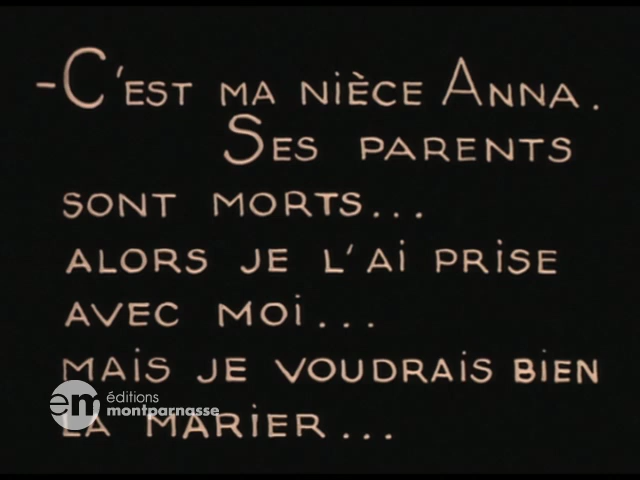 -C'EST MA NIÈCE ANNA.
SES PARENTS
SONT MORTS...
ALORS JE L'AI PRISE
AVEC MOI...
MAIS JE VOUDRAIS BIEN
LA MARIER...
em éditions
montparnasse